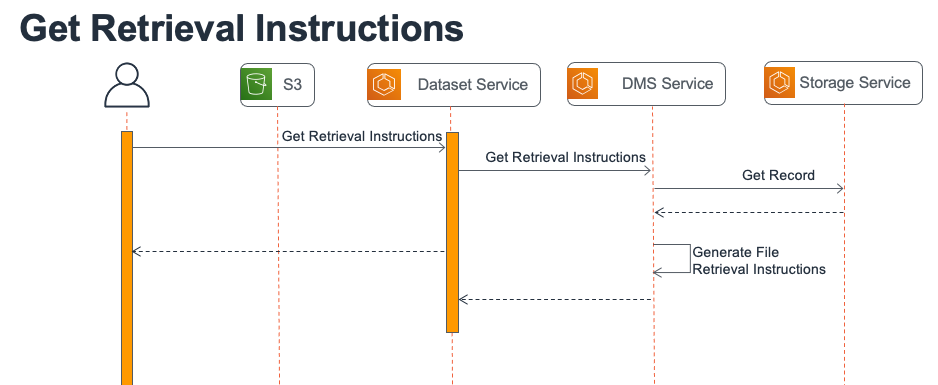 Get Retrieval Instructions
S3
Dataset Service
DMS Service
Storage Service
Get Retrieval Instructions
Get Retrieval Instructions
Get Record
Generate File
Retrieval Instructions